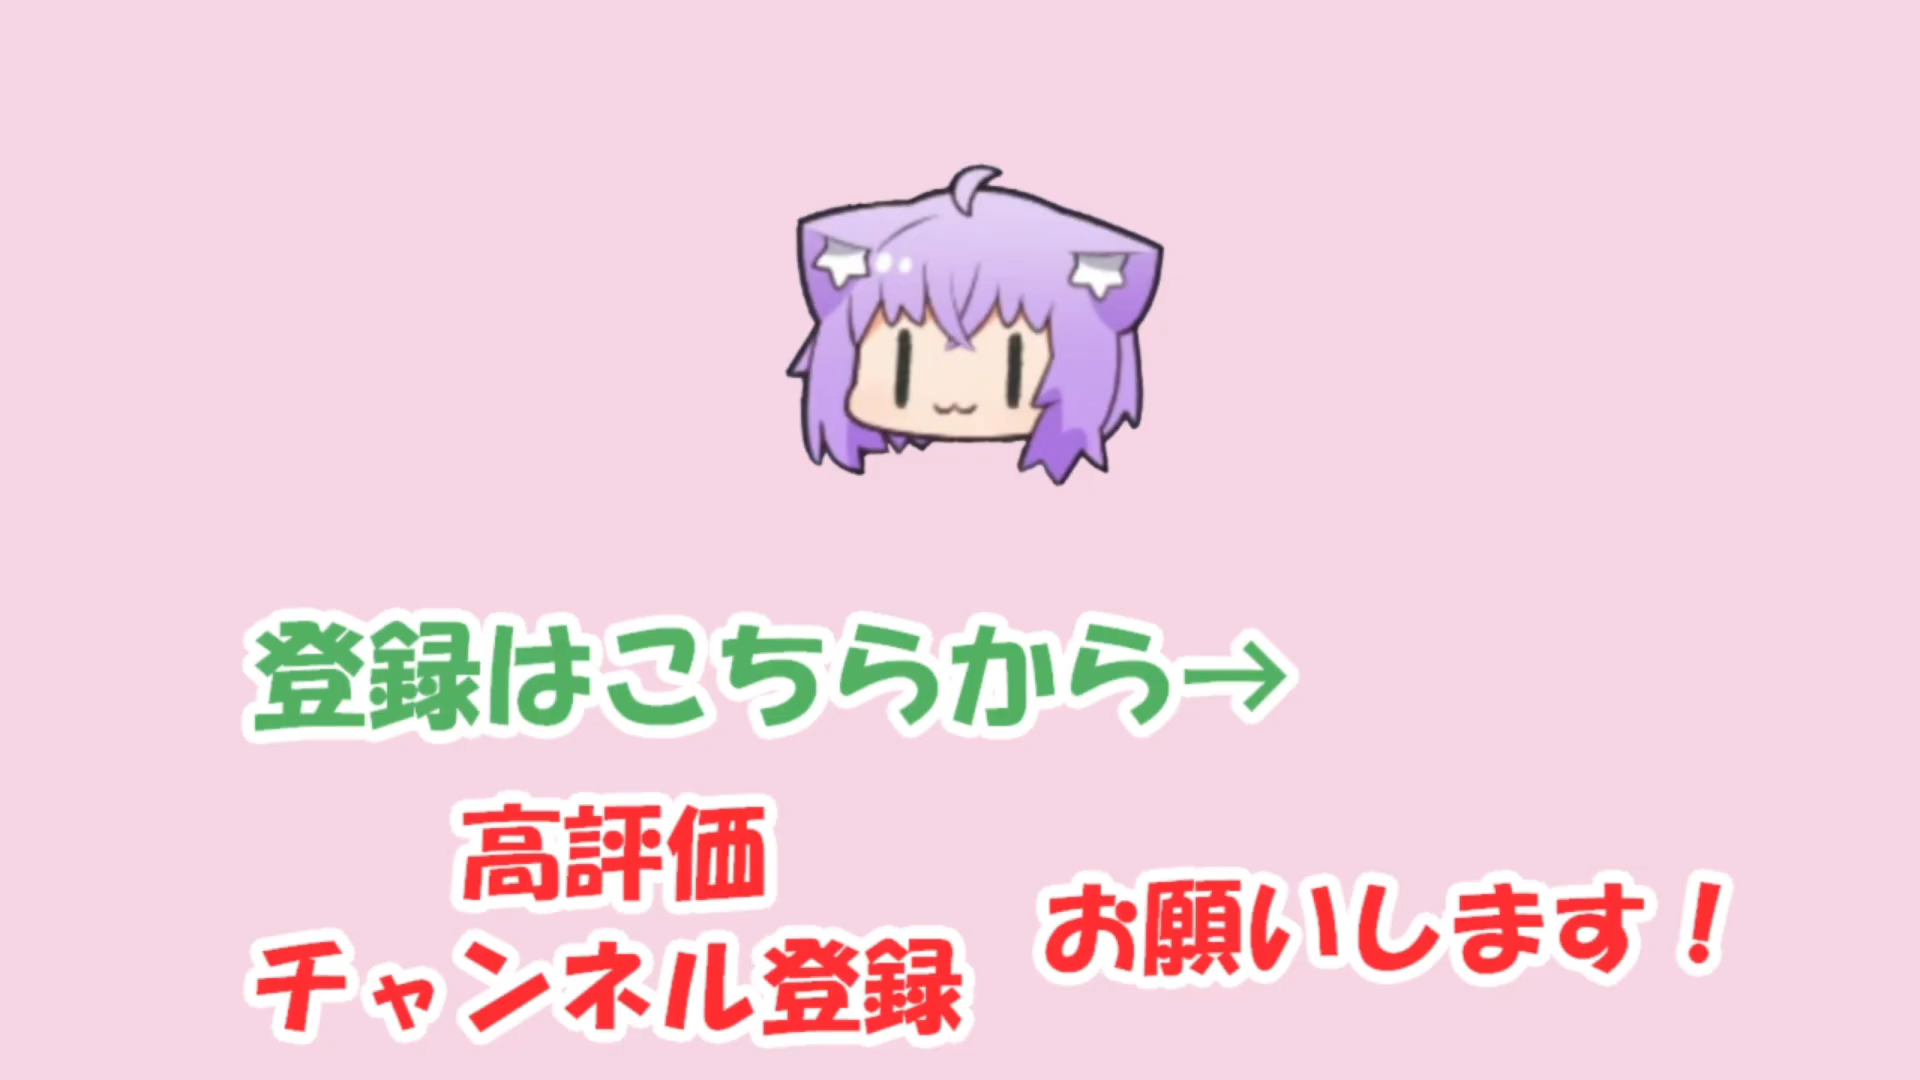 登録はこちらから→
高評価
チャンネル登録
お願いします！